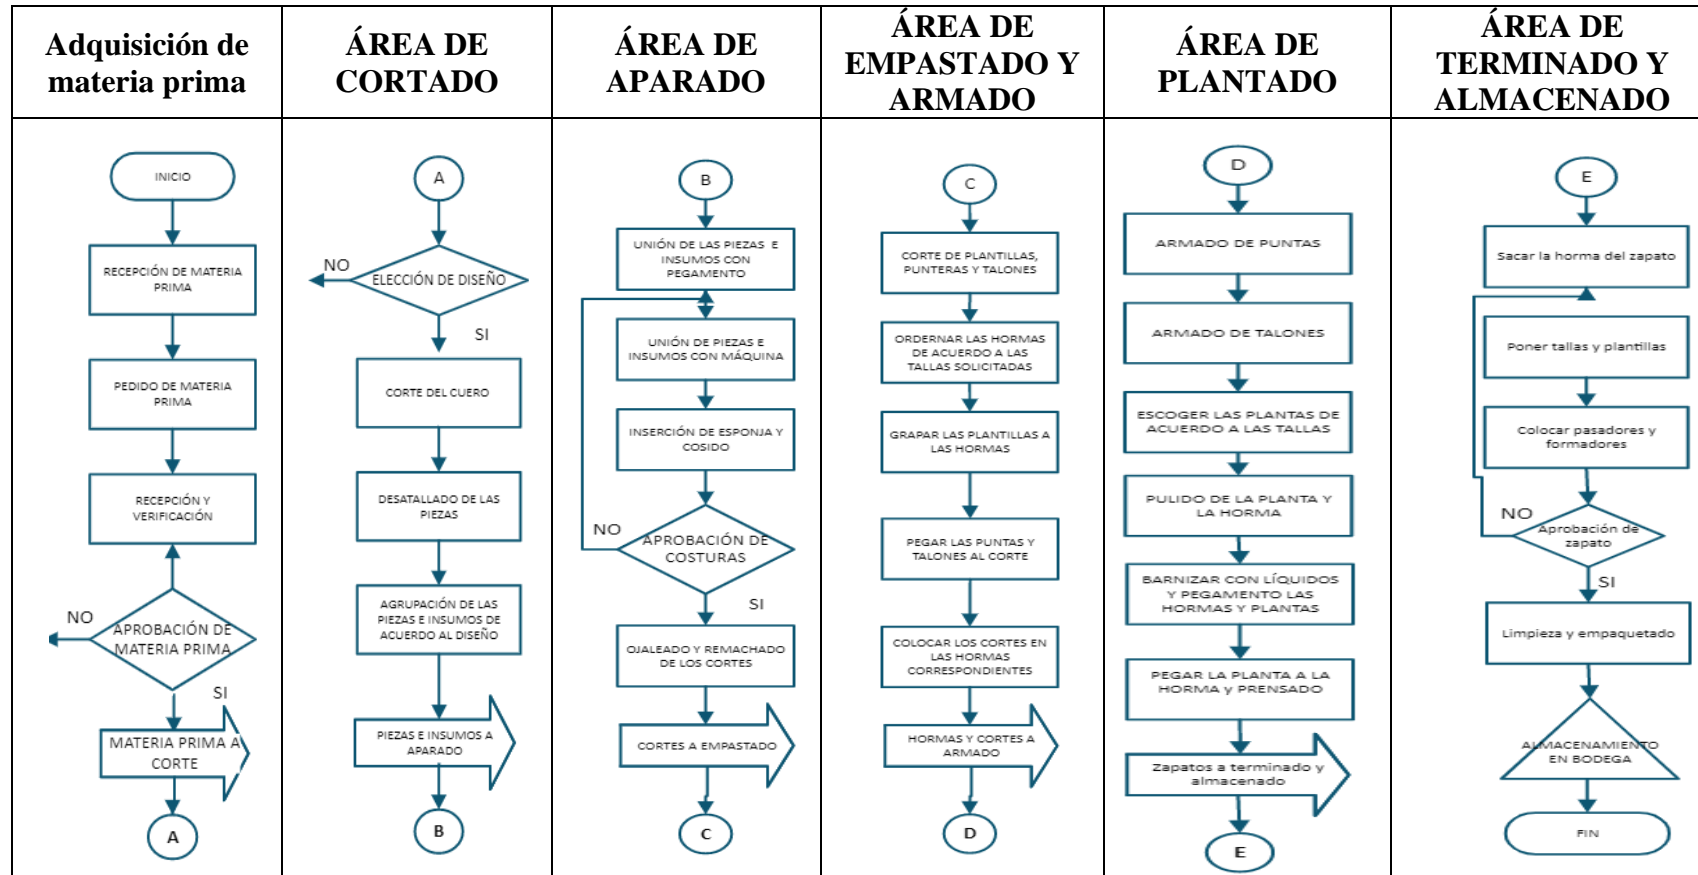 Adquisición de
materia prima
INICIO
RECEPCIÓN DE MATERIA
PRIMA
PEDIDO DE MATERIA
PRIMA
RECEPCIÓN Y
VERIFICACIÓN
NO
APROBACIÓN DE
MATERIA PRIMA
SI
MATERIA PRIMA A
CORTE
A
ÁREA DE
CORTADO
A
NO
ELECCIÓN DE DISEÑO
SI
CORTE DEL CUERO
DESATALLADO DE LAS
PIEZAS
AGRUPACIÓN DE LAS
PIEZAS E INSUMOS DE
ACUERDO AL DISEÑO
PIEZAS E INSUMOS A
APARADO
B
ÁREA DE
APARADO
B
UNIÓN DE LAS PIEZAS E
INSUMOS CON
PEGAMENTO
UNIÓN DE PIEZAS E
INSUMOS CON MÁQUINA
INSERCIÓN DE ESPONJA Y
COSIDO
NO
APROBACIÓN DE
COSTURAS
SI
OJALEADO Y REMACHADO
DE LOS CORTES
CORTES A EMPASTADO
C
ÁREA DE
EMPASTADO Y
ARMADO
C
CORTE DE PLANTILLAS,
PUNTERAS Y TALONES
ORDERNAR LAS HORMAS
DE ACUERDO A LAS
TALLAS SOLICITADAS
GRAPAR LAS PLANTILLAS A
LAS HORMAS
PEGAR LAS PUNTAS Y
TALONES AL CORTE
COLOCAR LOS CORTES EN
LAS HORMAS
CORRESPONDIENTES
HORMAS Y CORTES A
ARMADO
D
ÁREA DE
PLANTADO
D
ARMADO DE PUNTAS
ARMADO DE TALONES
ESCOGER LAS PLANTAS DE
ACUERDO A LAS TALLAS
PULIDO DE LA PLANTA Y
LA HORMA
BARNIZAR CON LÍQUIDOS
Y PEGAMENTO LAS
HORMAS Y PLANTAS
PEGAR LA PLANTA A LA
HORMA y PRENSADO
Zapatos a terminado y
almacenado
E
ÁREA DE
TERMINADO Y
ALMACENADO
E
Sacar la horma del zapato
Poner tallas y plantillas
Colocar pasadores y
formadores
NO
Aprobación de
zapato
SI
Limpieza y empaquetado
ALMACENAMIENTO
EN BODEGA
FIN